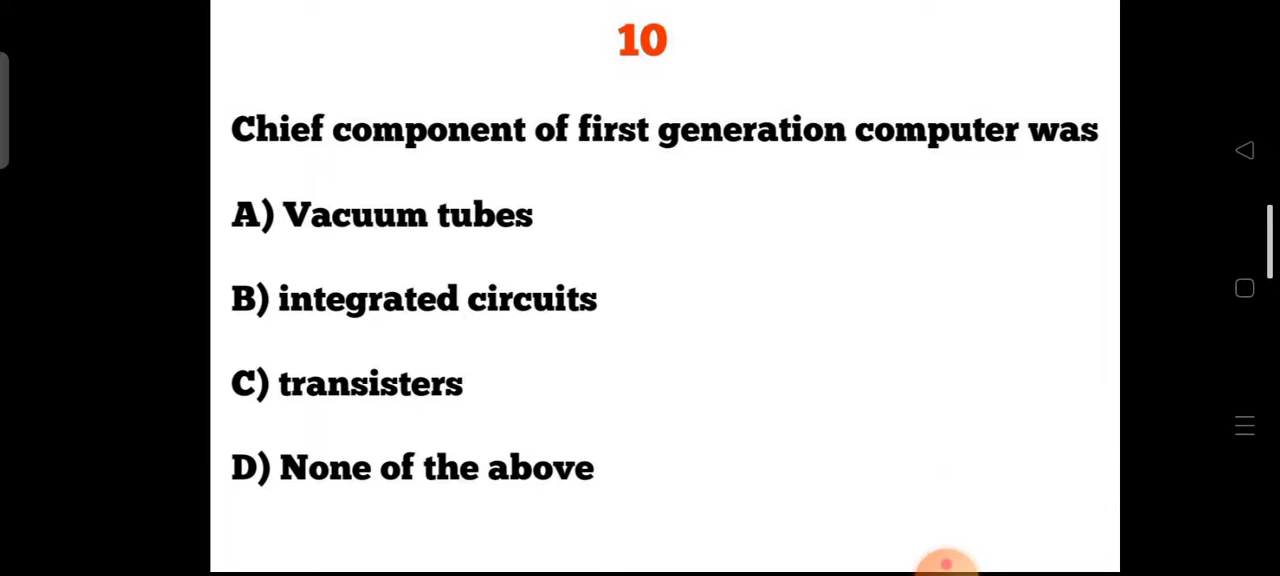 10
Chief component of first generation computer was
A) Vacuum tubes
B) integrated circuits
C) transisters
D) None of the above